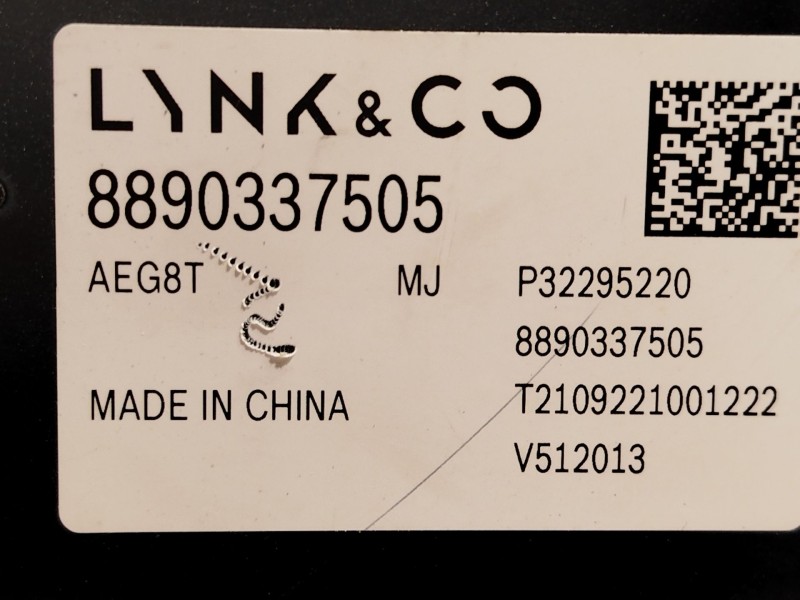 LYNK & CO
8890337505
AEG8T MJ P32295220
8890337505
MADE IN CHINA T2109221001222
V512013